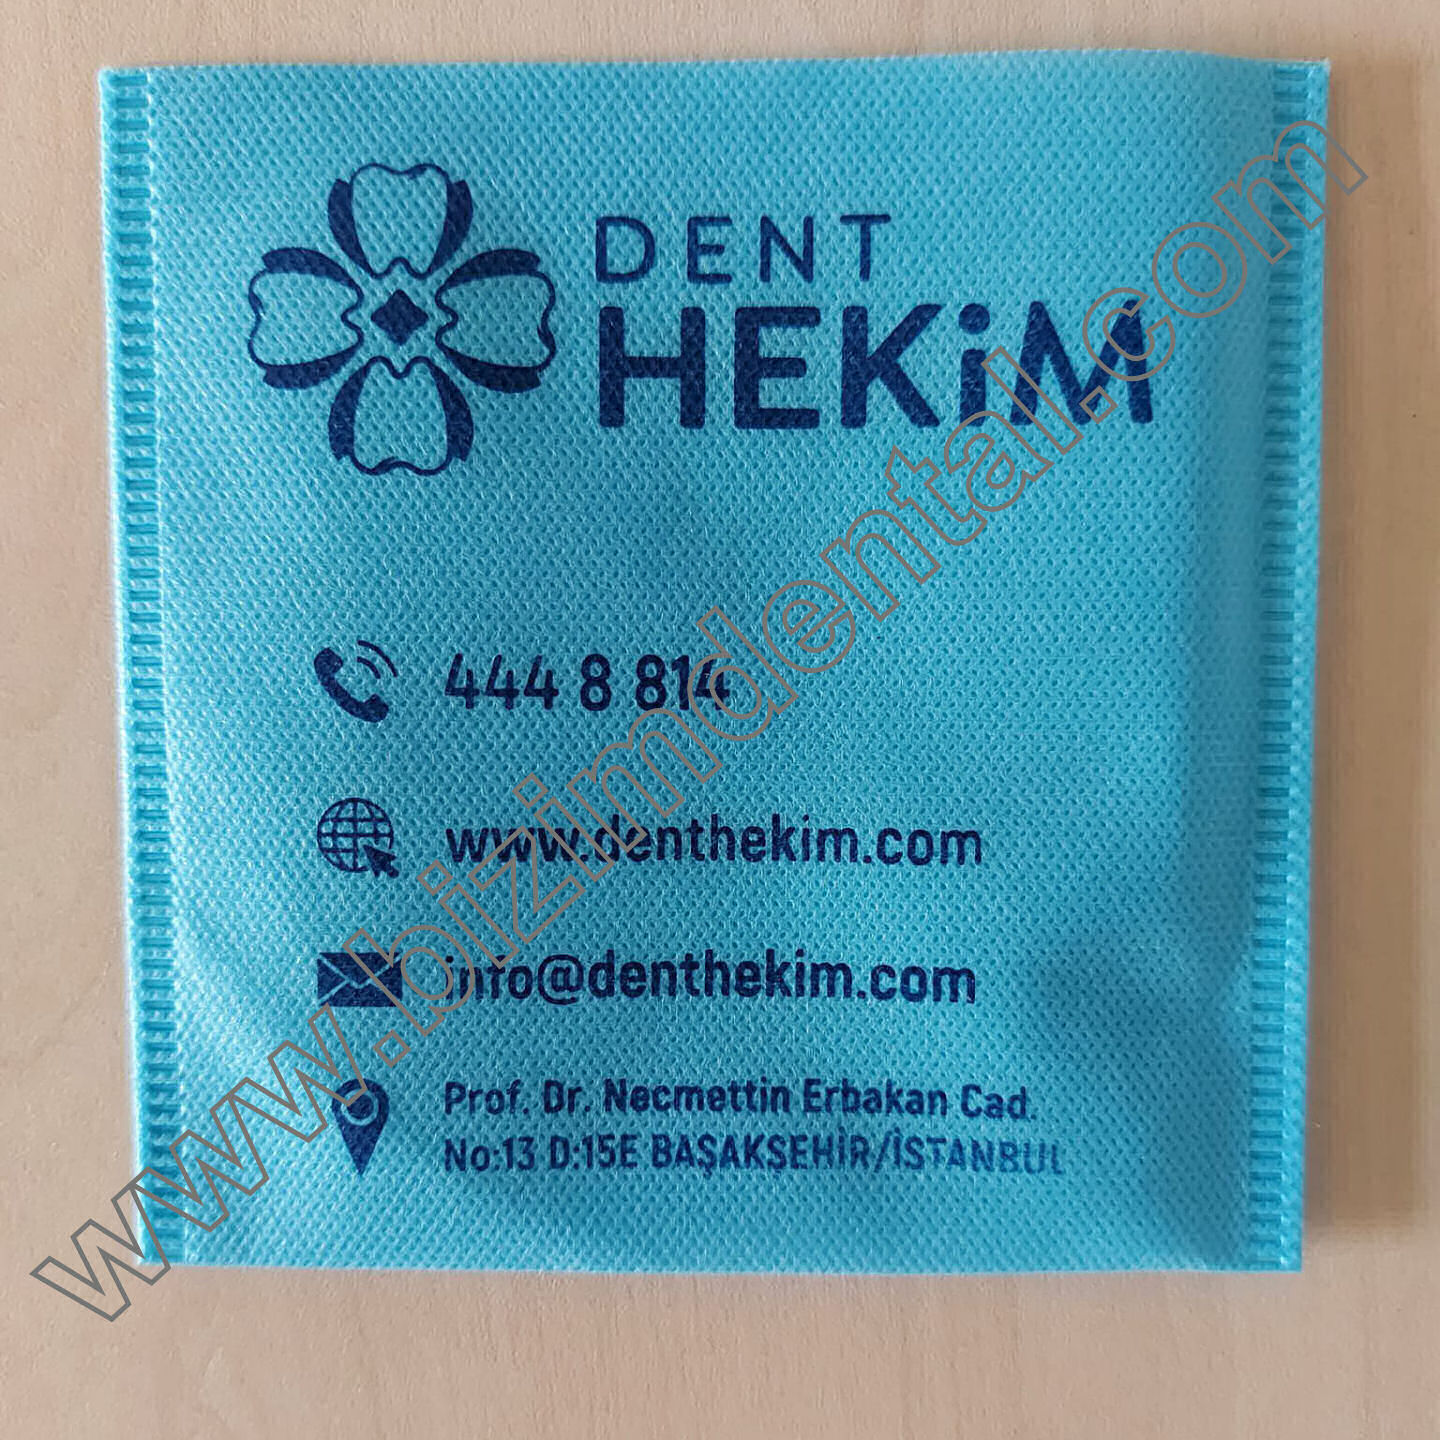 DENT
HEKiM
444 8 814
www.denthekim.com
info@denthekim.com
Prof. Dr. Necmettin Erbakan Cad.
No:13 D:15E BAŞAKŞEHİR/İSTANBUL
www.bizimdental.com